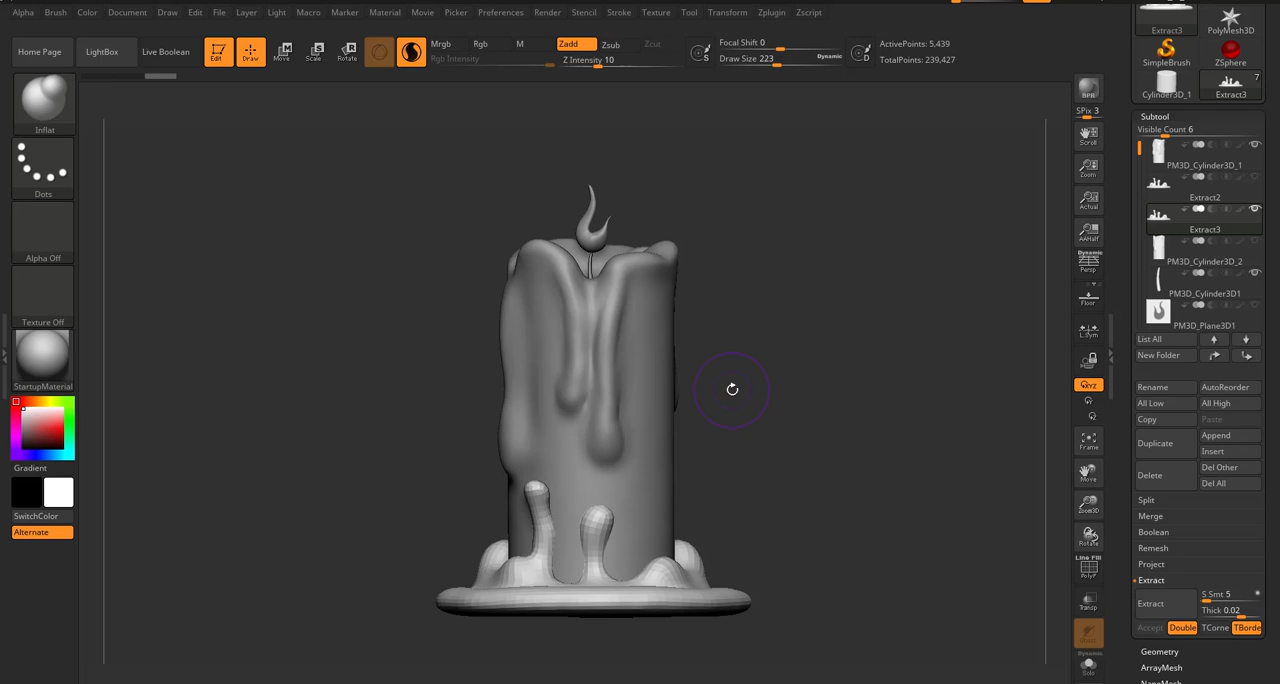 Alpha Brush Color Document Draw Edit File Layer Light Macro Marker Material Movie Picker Preferences Render Stencil Stroke Texture Tool Transform Zplugin Zscript
Home Page LightBox Live Boolean
Edit Draw Move Scale Rotate
Mrgb Rgb M
Rgb Intensity
Zadd Zsub Zcut
Z Intensity 10
S
Focal Shift 0
Draw Size 223 Dynamic
D
ActivePoints: 5,439
TotalPoints: 239,427
Inflat
Dots
Alpha Off
Texture Off
StartupMaterial
Gradient
SwitchColor
Alternate
BPR
SPix 3
Scroll
Zoom
Actual
AAHalf
Dynamic
Persp
Floor
L.Sym
XYZ
Y
Z
Frame
Move
Zoom3D
Rotate
Line Fill
PolyF
Transp
Dynamic
Solo
Extract3 PolyMesh3D
SimpleBrush ZSphere
7
Cylinder3D_1 Extract3
Subtool
Visible Count 6
PM3D_Cylinder3D_1
Extract2
Extract3
PM3D_Cylinder3D_2
PM3D_Cylinder3D1
PM3D_Plane3D1
List All
New Folder
Rename AutoReorder
All Low All High
Copy Paste
Duplicate Append
Insert
Delete Del Other
Del All
Split
Merge
Boolean
Remesh
Project
Extract
Extract S Smt 5
Thick 0.02
Accept Double TCorne TBorde
Geometry
ArrayMesh
NanoMesh